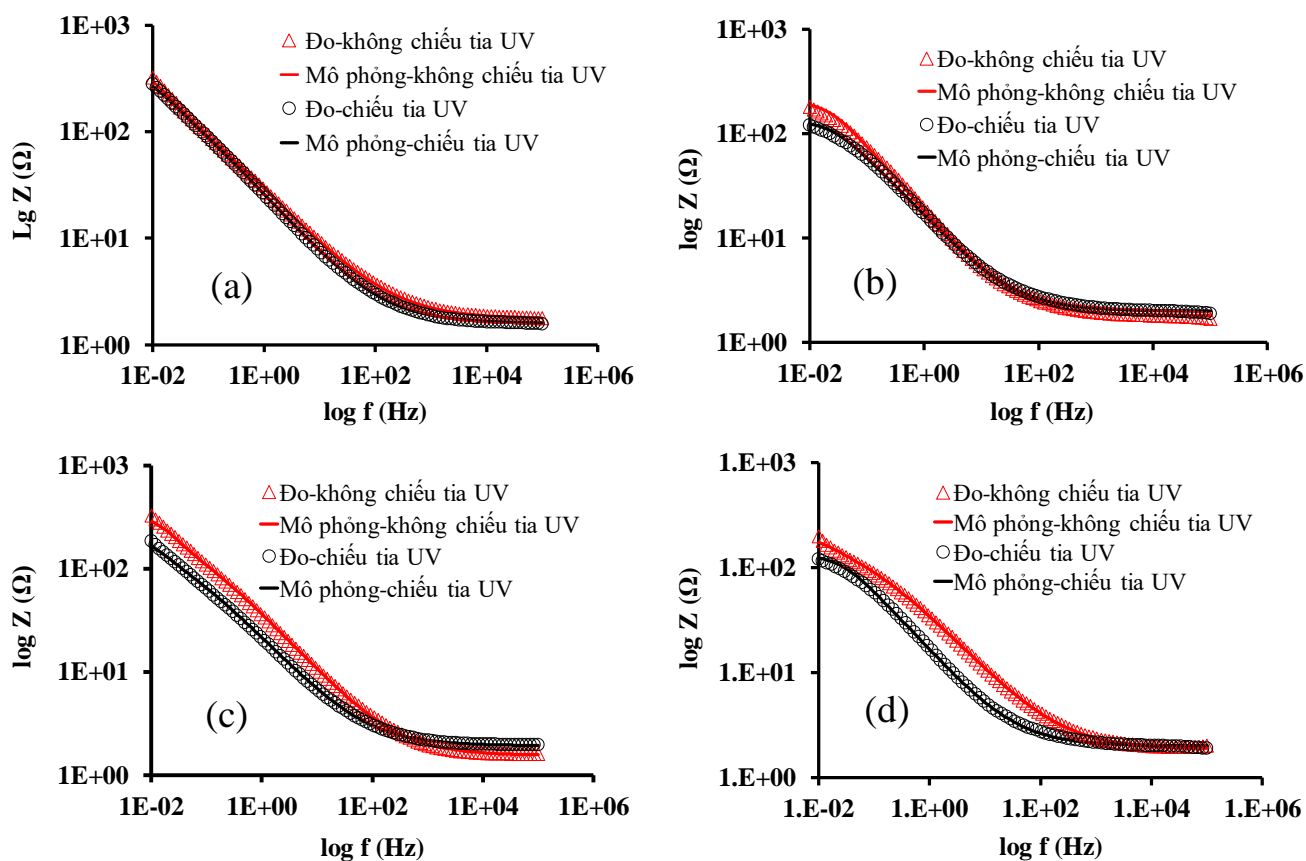 1E+03
1E+02
1E+01
1E+00
Lg Z (Ω)
Đo-không chiếu tia UV
Mô phỏng-không chiếu tia UV
Đo-chiếu tia UV
Mô phỏng-chiếu tia UV
(a)
1E-02 1E+00 1E+02 1E+04 1E+06
log f (Hz)
1E+03
1E+02
1E+01
1E+00
log Z (Ω)
Đo-không chiếu tia UV
Mô phỏng-không chiếu tia UV
Đo-chiếu tia UV
Mô phỏng-chiếu tia UV
(b)
1E-02 1E+00 1E+02 1E+04 1E+06
log f (Hz)
1E+03
1E+02
1E+01
1E+00
log Z (Ω)
Đo-không chiếu tia UV
Mô phỏng-không chiếu tia UV
Đo-chiếu tia UV
Mô phỏng-chiếu tia UV
(c)
1E-02 1E+00 1E+02 1E+04 1E+06
log f (Hz)
1.E+03
1.E+02
1.E+01
1.E+00
log Z (Ω)
Đo-không chiếu tia UV
Mô phỏng-không chiếu tia UV
Đo-chiếu tia UV
Mô phỏng-chiếu tia UV
(d)
1.E-02 1.E+00 1.E+02 1.E+04 1.E+06
log f (Hz)